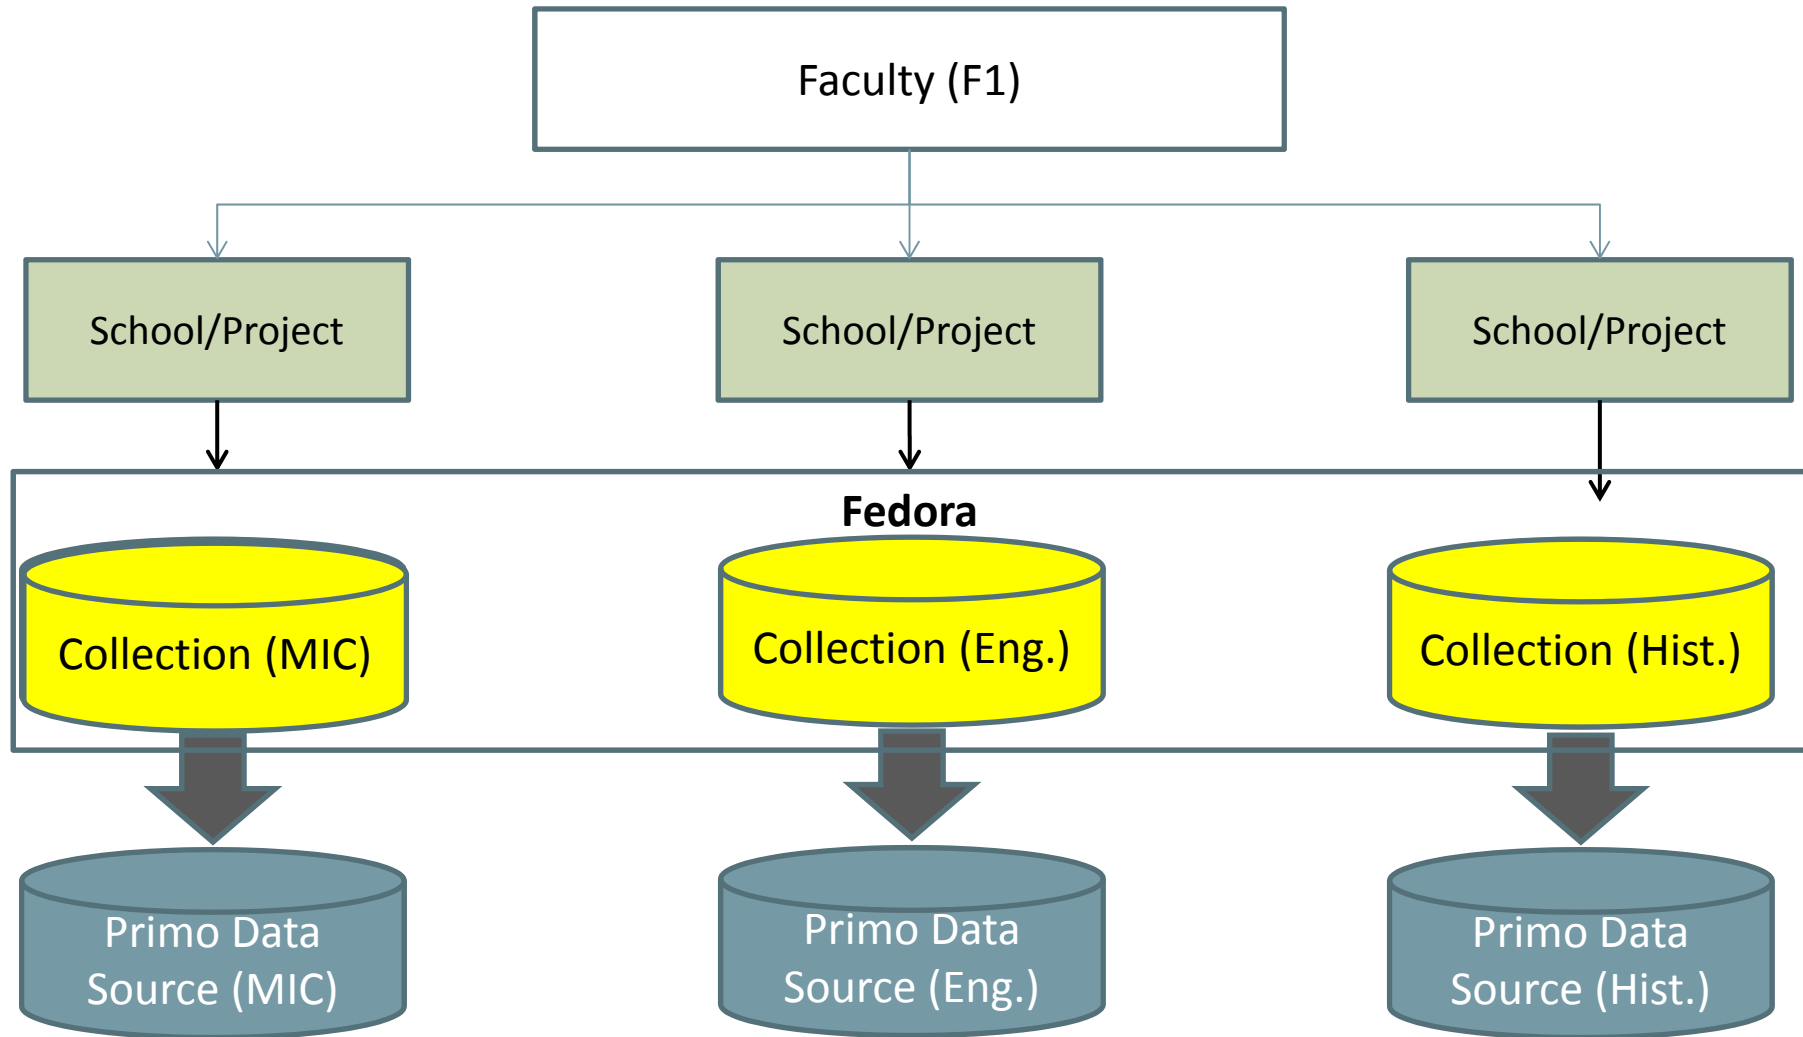 Faculty (F1)
School/Project
School/Project
School/Project
Fedora
Collection (MIC)
Collection (Eng.)
Collection (Hist.)
Primo Data
Source (MIC)
Primo Data
Source (Eng.)
Primo Data
Source (Hist.)